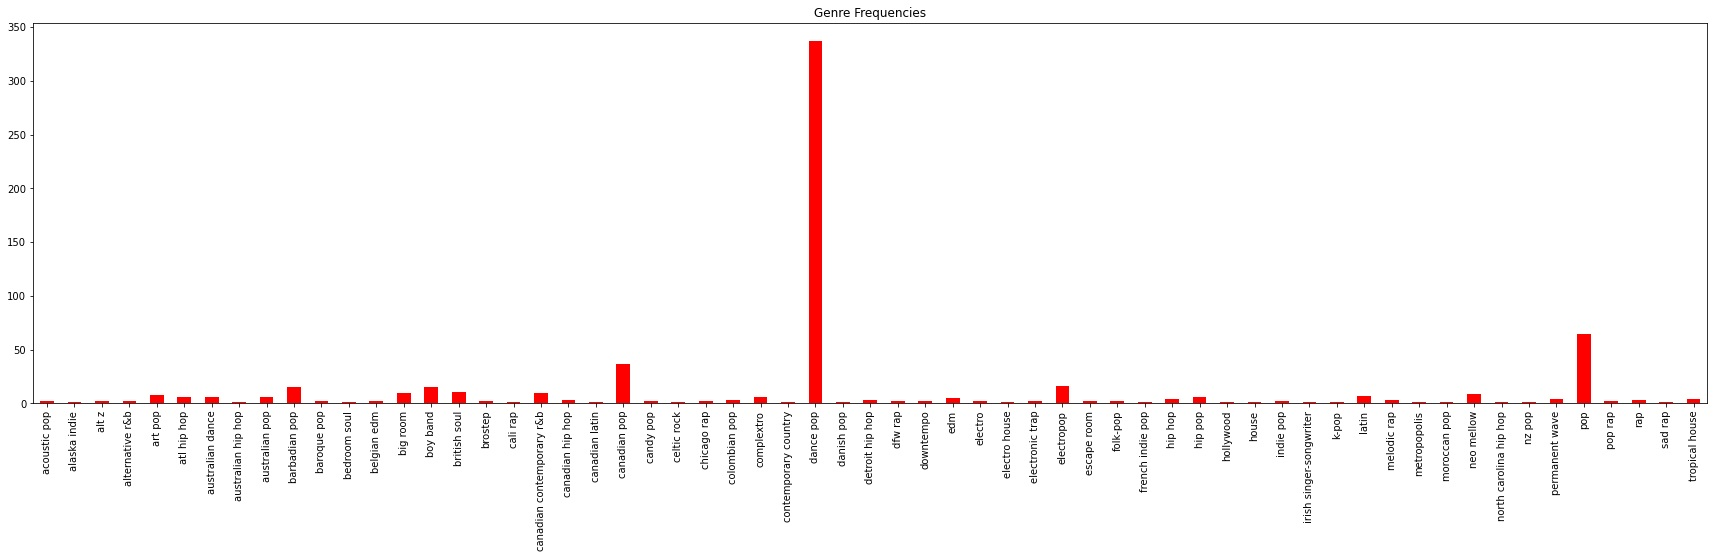 Genre Frequencies
350
300
250
200
150
100
50
0
acoustic pop
alaska indie
alt z
alternative r&b
art pop
atl hip hop
australian dance
australian hip hop
australian pop
barbadian pop
baroque pop
bedroom soul
belgian edm
big room
boy band
british soul
brostep
cali rap
canadian contemporary r&b
canadian hip hop
canadian latin
canadian pop
candy pop
celtic rock
chicago rap
colombian pop
complextro
contemporary country
dance pop
danish pop
detroit hip hop
dfw rap
downtempo
edm
electro
electro house
electronic trap
electropop
escape room
folk-pop
french indie pop
hip hop
hip pop
hollywood
house
indie pop
irish singer-songwriter
k-pop
latin
melodic rap
metropopolis
moroccan pop
neo mellow
north carolina hip hop
nz pop
permanent wave
pop
pop rap
rap
sad rap
tropical house